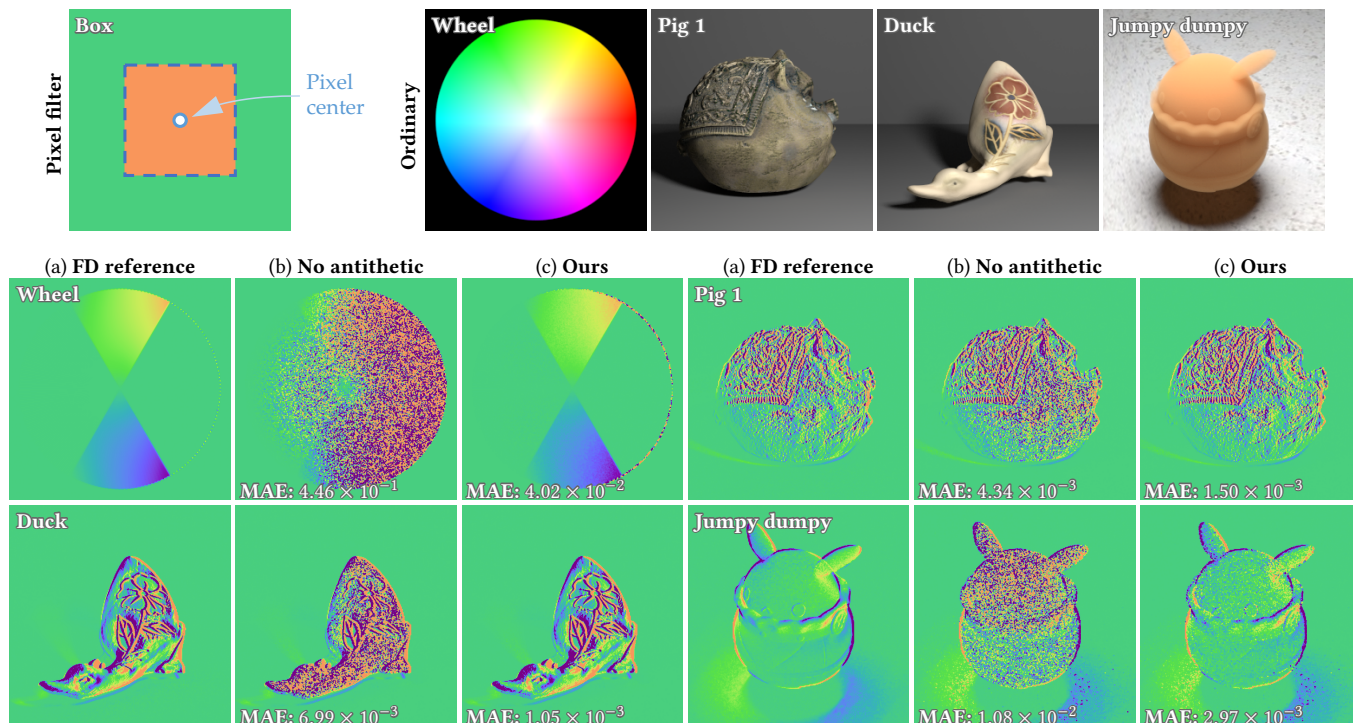 Box
Pixel
center
Pixel filter
Ordinary
Wheel
Pig 1
Duck
Jumpy dumpy
(a) FD reference
(b) No antithetic
(c) Ours
(a) FD reference
(b) No antithetic
(c) Ours
Wheel
MAE: 4.46 × 10⁻¹
MAE: 4.02 × 10⁻²
Pig 1
MAE: 4.34 × 10⁻³
MAE: 1.50 × 10⁻³
Duck
MAE: 6.99 × 10⁻³
MAE: 1.05 × 10⁻³
Jumpy dumpy
MAE: 1.08 × 10⁻²
MAE: 2.97 × 10⁻³